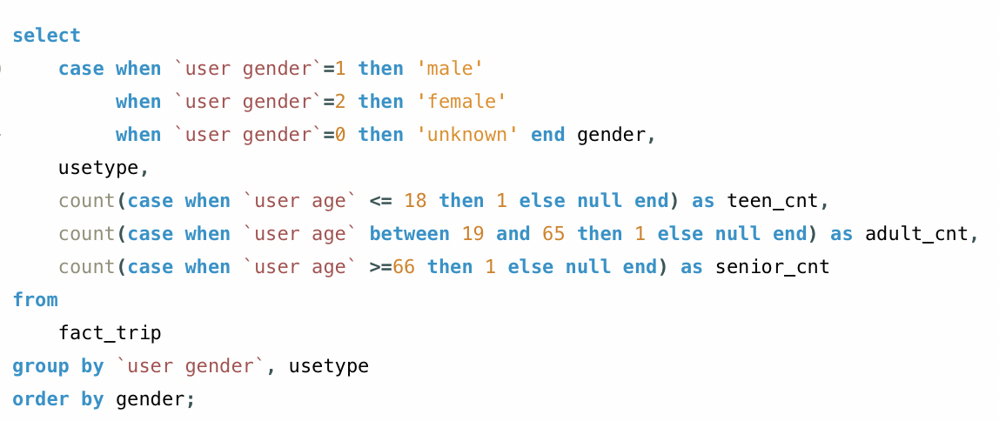 select
    case when `user gender`=1 then 'male'
         when `user gender`=2 then 'female'
         when `user gender`=0 then 'unknown' end gender,
    usetype,
    count(case when `user age` <= 18 then 1 else null end) as teen_cnt,
    count(case when `user age` between 19 and 65 then 1 else null end) as adult_cnt,
    count(case when `user age` >=66 then 1 else null end) as senior_cnt
from
    fact_trip
group by `user gender`, usetype
order by gender;